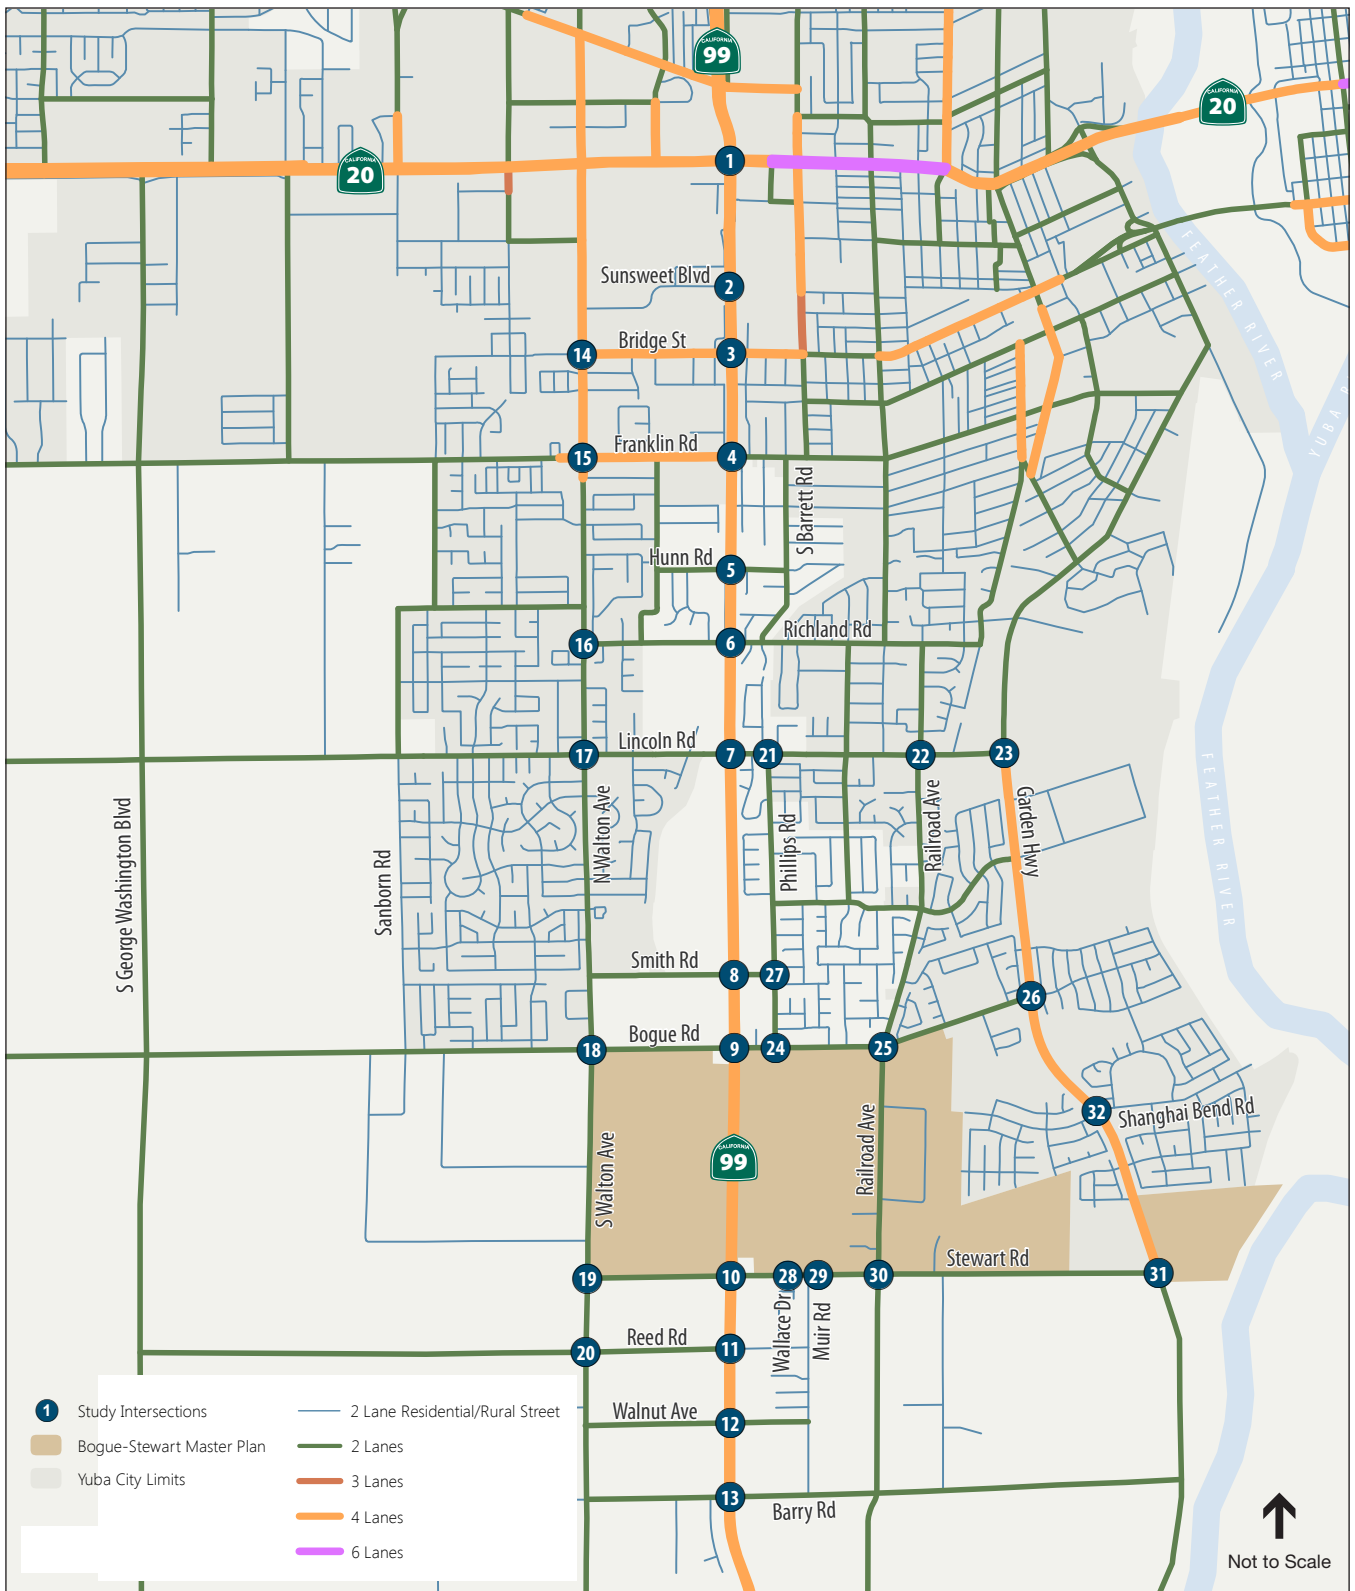 CALIFORNIA
99
CALIFORNIA
20
1
CALIFORNIA
20
FEATHER RIVER
Sunsweet Blvd
2
Bridge St
14
3
YUBA R
Franklin Rd
15
4
S Barrett Rd
Hunn Rd
5
Richland Rd
16
6
Lincoln Rd
17
7
21
22
23
FEATHER RIVER
S George Washington Blvd
Sanborn Rd
N Walton Ave
Phillips Rd
Railroad Ave
Garden Hwy
Smith Rd
8
27
26
Bogue Rd
18
9
24
25
32
Shanghai Bend Rd
S Walton Ave
CALIFORNIA
99
Railroad Ave
Stewart Rd
19
10
28
29
30
31
Wallace Dr
Muir Rd
Reed Rd
20
11
Walnut Ave
12
13
Barry Rd
1
Study Intersections
Bogue-Stewart Master Plan
Yuba City Limits
2 Lane Residential/Rural Street
2 Lanes
3 Lanes
4 Lanes
6 Lanes
Not to Scale